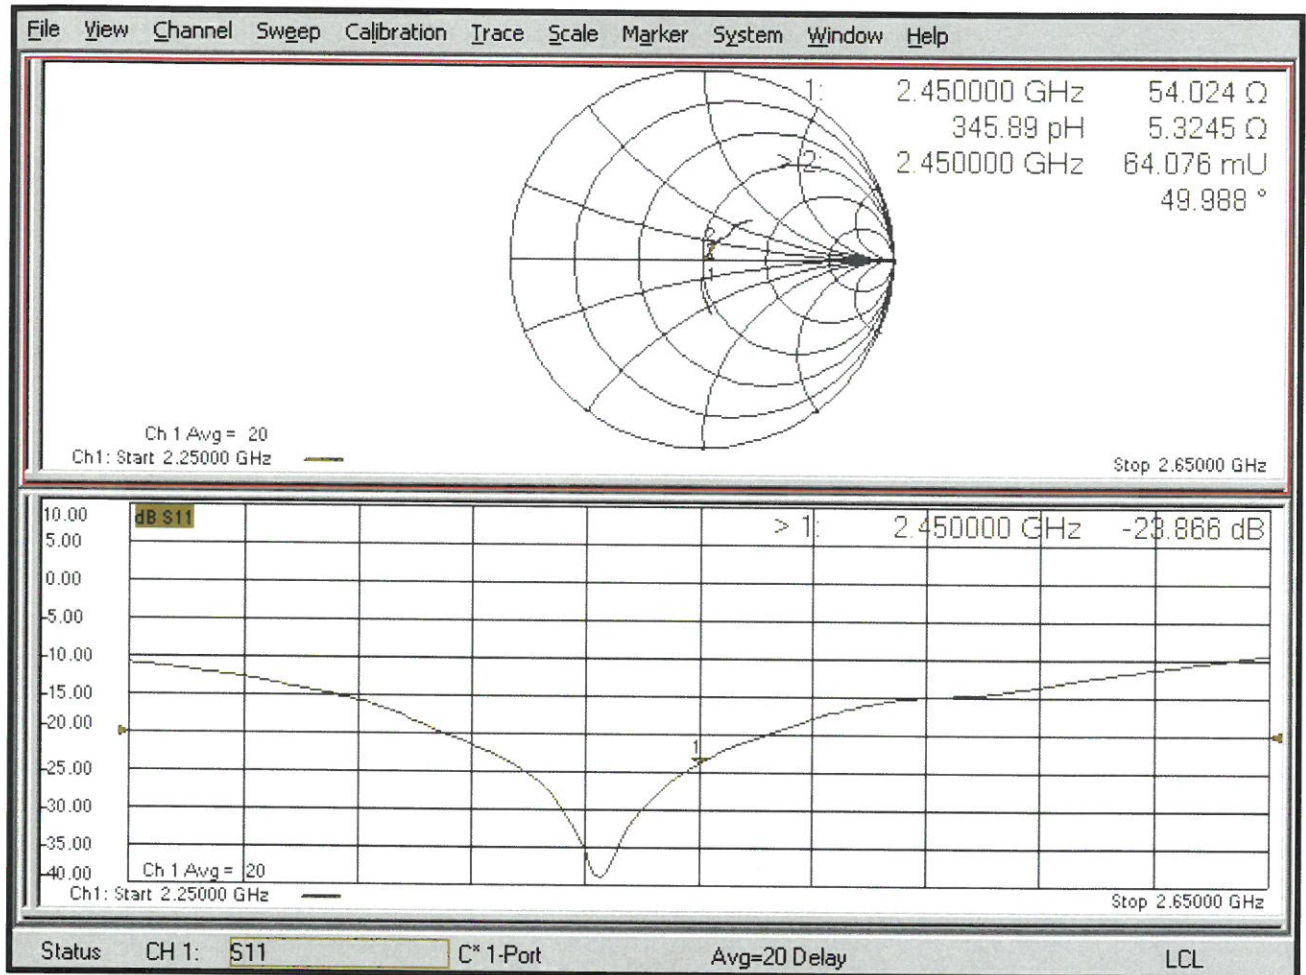 File View Channel Sweep Calibration Trace Scale Marker System Window Help
1: 2.450000 GHz 54.024 Ω
345.89 pH 5.3245 Ω
> 2: 2.450000 GHz 64.076 mU
49.988 °
2
1
Ch 1 Avg = 20
Ch1: Start 2.25000 GHz Stop 2.65000 GHz
10.00 dB S11 > 1: 2.450000 GHz -23.866 dB
5.00
0.00
-5.00
-10.00
-15.00
-20.00
1
-25.00
-30.00
-35.00
-40.00 Ch 1 Avg = 20
Ch1: Start 2.25000 GHz Stop 2.65000 GHz
Status CH 1: S11 C* 1-Port Avg=20 Delay LCL